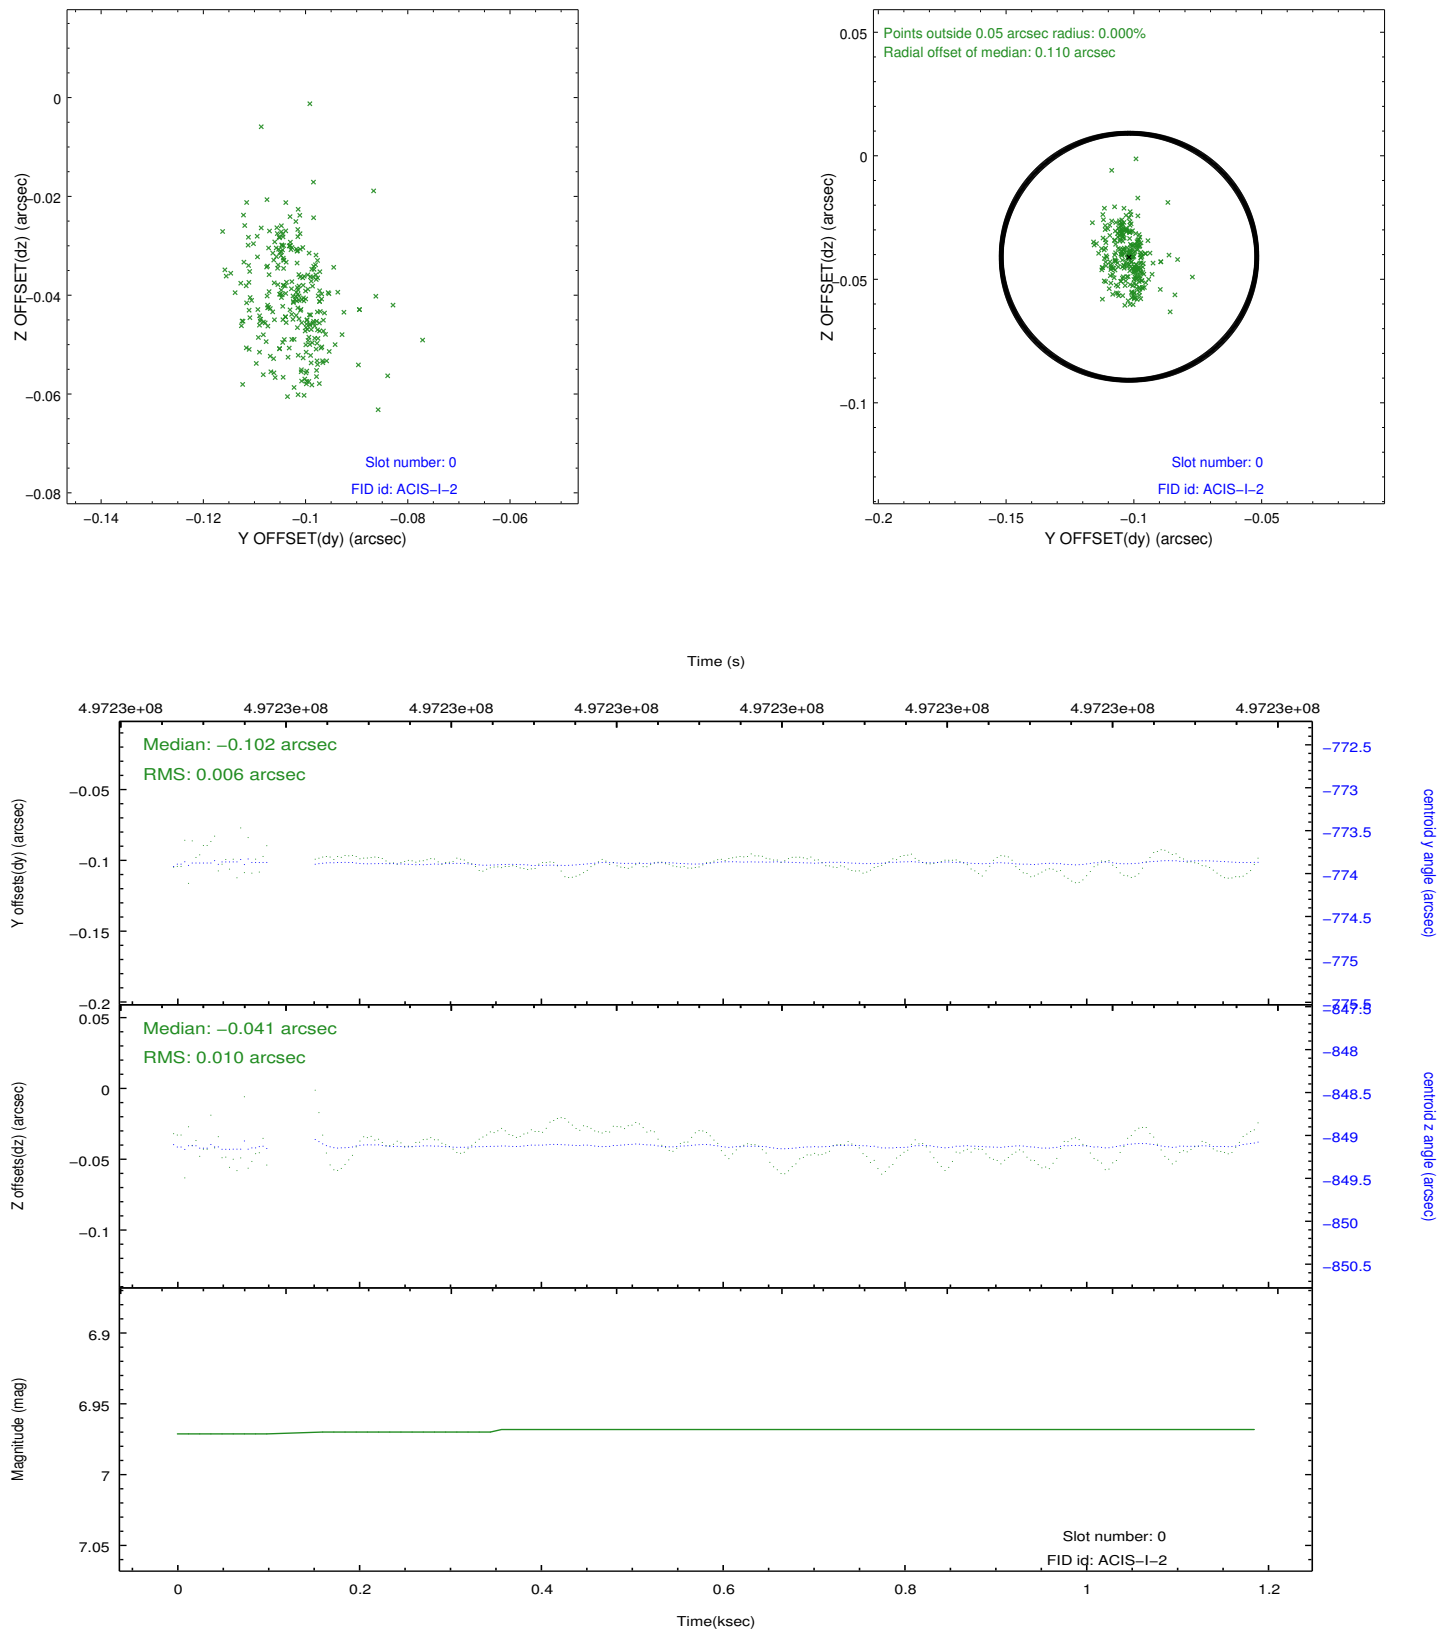 0
−0.02
−0.04
−0.06
−0.08
Z OFFSET(dz) (arcsec)
Slot number: 0
FID id: ACIS−I−2
−0.14
−0.12
−0.1
−0.08
−0.06
Y OFFSET(dy) (arcsec)
Points outside 0.05 arcsec radius: 0.000%
Radial offset of median: 0.110 arcsec
0.05
0
−0.05
−0.1
Z OFFSET(dz) (arcsec)
Slot number: 0
FID id: ACIS−I−2
−0.2
−0.15
−0.1
−0.05
Y OFFSET(dy) (arcsec)
Time (s)
4.9723e+08
4.9723e+08
4.9723e+08
4.9723e+08
4.9723e+08
4.9723e+08
4.9723e+08
4.9723e+08
Median: −0.102 arcsec
RMS: 0.006 arcsec
−0.05
−0.1
−0.15
−0.2
Y offsets(dy) (arcsec)
−772.5
−773
−773.5
−774
−774.5
−775
−775.5
centroid y angle (arcsec)
Median: −0.041 arcsec
RMS: 0.010 arcsec
0.05
0
−0.05
−0.1
Z offsets(dz) (arcsec)
−847.5
−848
−848.5
−849
−849.5
−850
−850.5
centroid z angle (arcsec)
6.9
6.95
7
7.05
Magnitude (mag)
Slot number: 0
FID id: ACIS−I−2
0
0.2
0.4
0.6
0.8
1
1.2
Time(ksec)